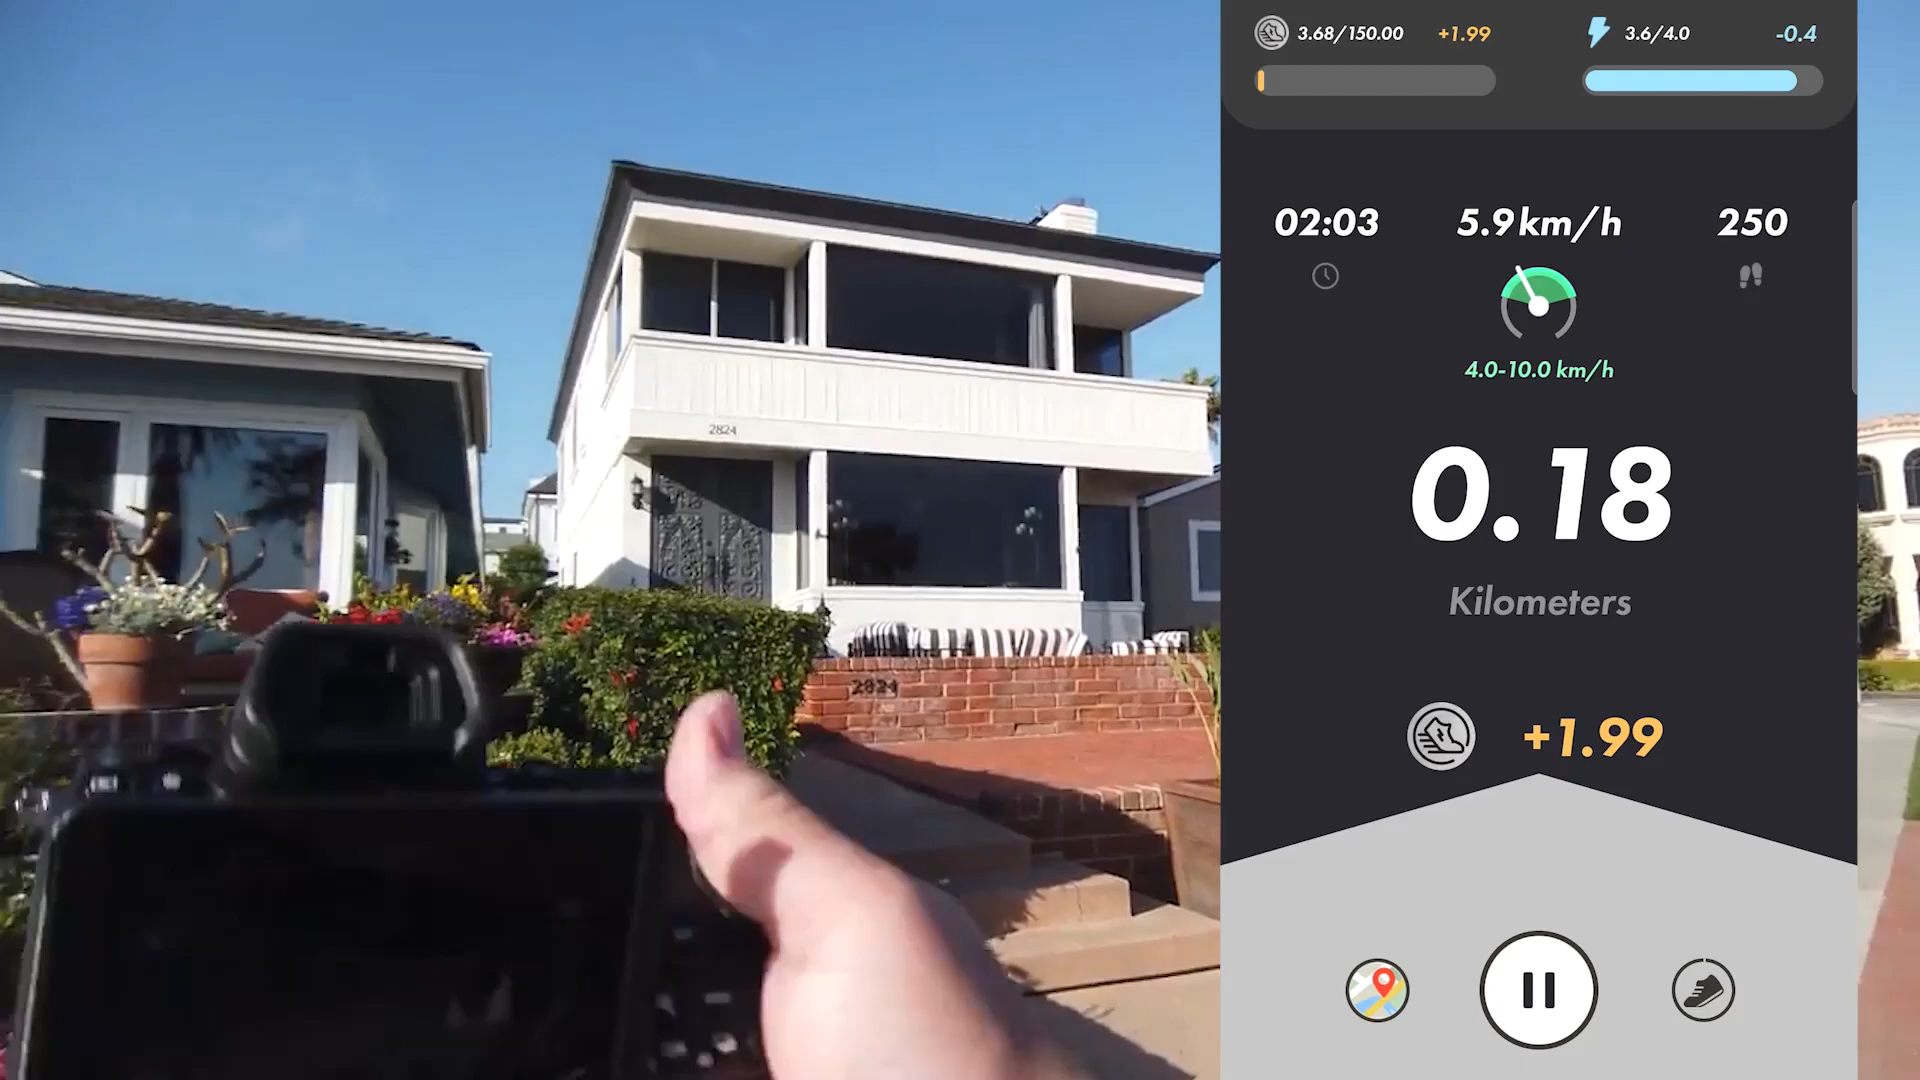 3.68/150.00 +1.99 3.6/4.0 -0.4
02:03 5.9km/h 250
4.0-10.0 km/h
0.18
Kilometers
+1.99
2824
2824